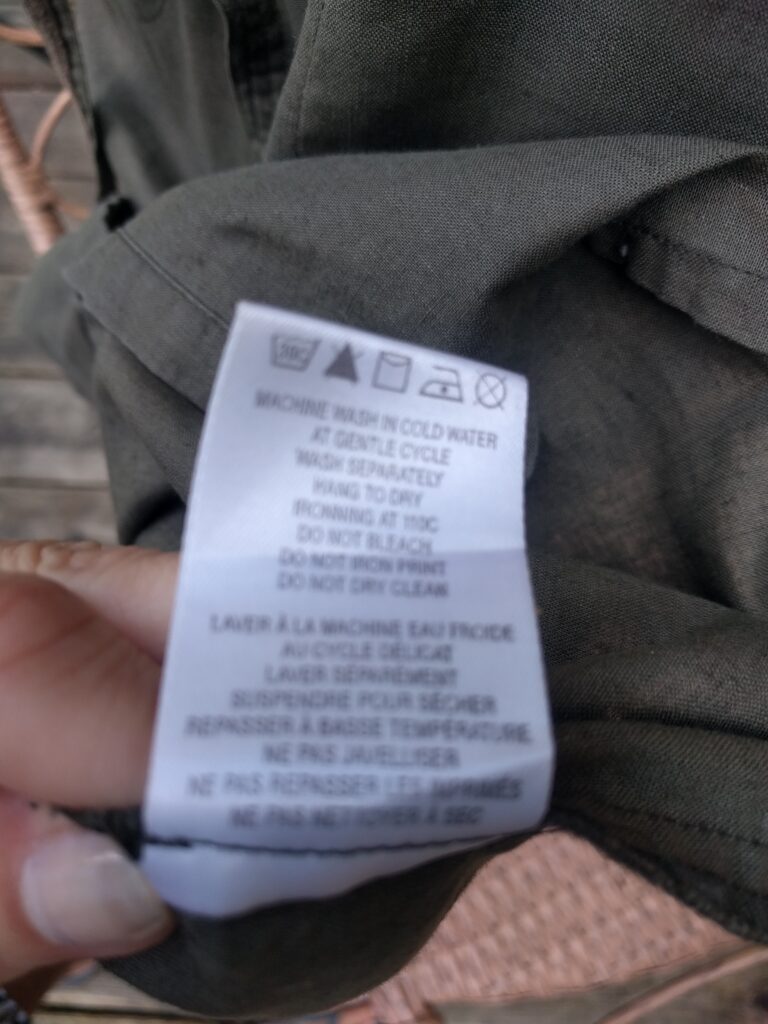 30C
MACHINE WASH IN COLD WATER
AT GENTLE CYCLE
WASH SEPARATELY
HANG TO DRY
IRONNING AT 110C
DO NOT BLEACH
DO NOT IRON PRINT
DO NOT DRY CLEAN
LAVER À LA MACHINE EAU FROIDE
AU CYCLE DÉLICAT
LAVER SÉPARÉMENT
SUSPENDRE POUR SÉCHER
REPASSER À BASSE TEMPÉRATURE
NE PAS JAVELLISER
NE PAS REPASSER LES IMPRIMÉS
NE PAS NETTOYER À SEC